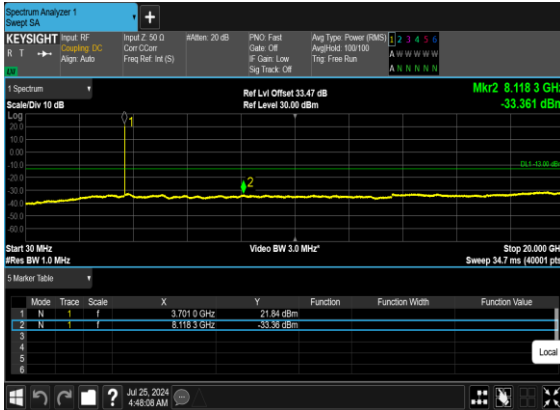 Spectrum Analyzer 1
Swept SA
+
KEYSIGHT Input: RF Input Z: 50 Ω #Atten: 20 dB PNO: Fast Avg Type: Power (RMS) 1 2 3 4 5 6
R T Coupling: DC Corr CCorr Gate: Off Avg|Hold: 100/100 A W W W W W
Align: Auto Freq Ref: Int (S) IF Gain: Low Trig: Free Run
Sig Track: Off A N N N N N
1 Spectrum
Scale/Div 10 dB Ref Lvl Offset 33.47 dB Mkr2 8.118 3 GHz
Ref Level 30.00 dBm -33.361 dBm
Log
20.0
10.0
0.00
-10.0
DL1 -13.00 dBm
-20.0
-30.0
-40.0
-50.0
-60.0
1
2
Start 30 MHz Video BW 3.0 MHz* Stop 20.000 GHz
#Res BW 1.0 MHz Sweep 34.7 ms (40001 pts)
5 Marker Table
Mode Trace Scale X Y Function Function Width Function Value
1 N 1 f 3.701 0 GHz 21.84 dBm
2 N 1 f 8.118 3 GHz -33.36 dBm
3
4
5
6
Local
?
Jul 25, 2024
4:48:08 AM